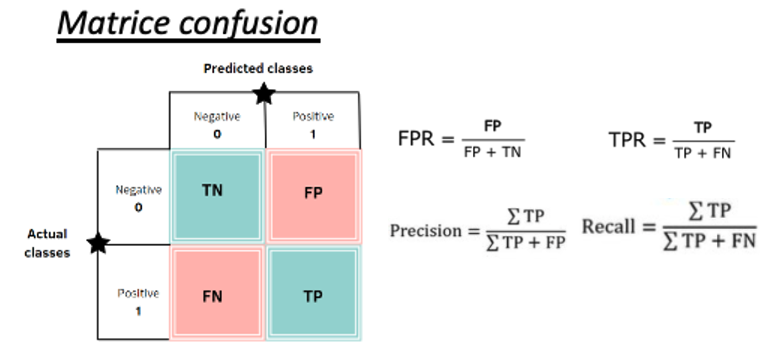 Matrice confusion
Predicted classes
Negative
0
Positive
1
Actual
classes
Negative
0
TN
FP
Positive
1
FN
TP
FPR = FP / FP + TN
TPR = TP / TP + FN
Precision = ∑ TP / ∑ TP + FP
Recall = ∑ TP / ∑ TP + FN